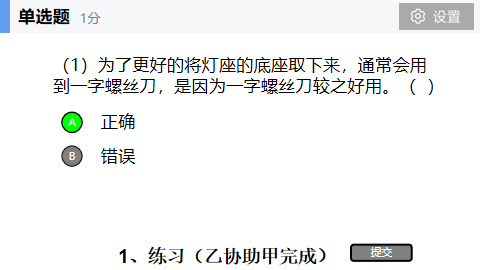 单选题 1分
设置
（1）为了更好的将灯座的底座取下来，通常会用
到一字螺丝刀，是因为一字螺丝刀较之好用。（ ）
A 正确
B 错误
1、练习（乙协助甲完成） 提交